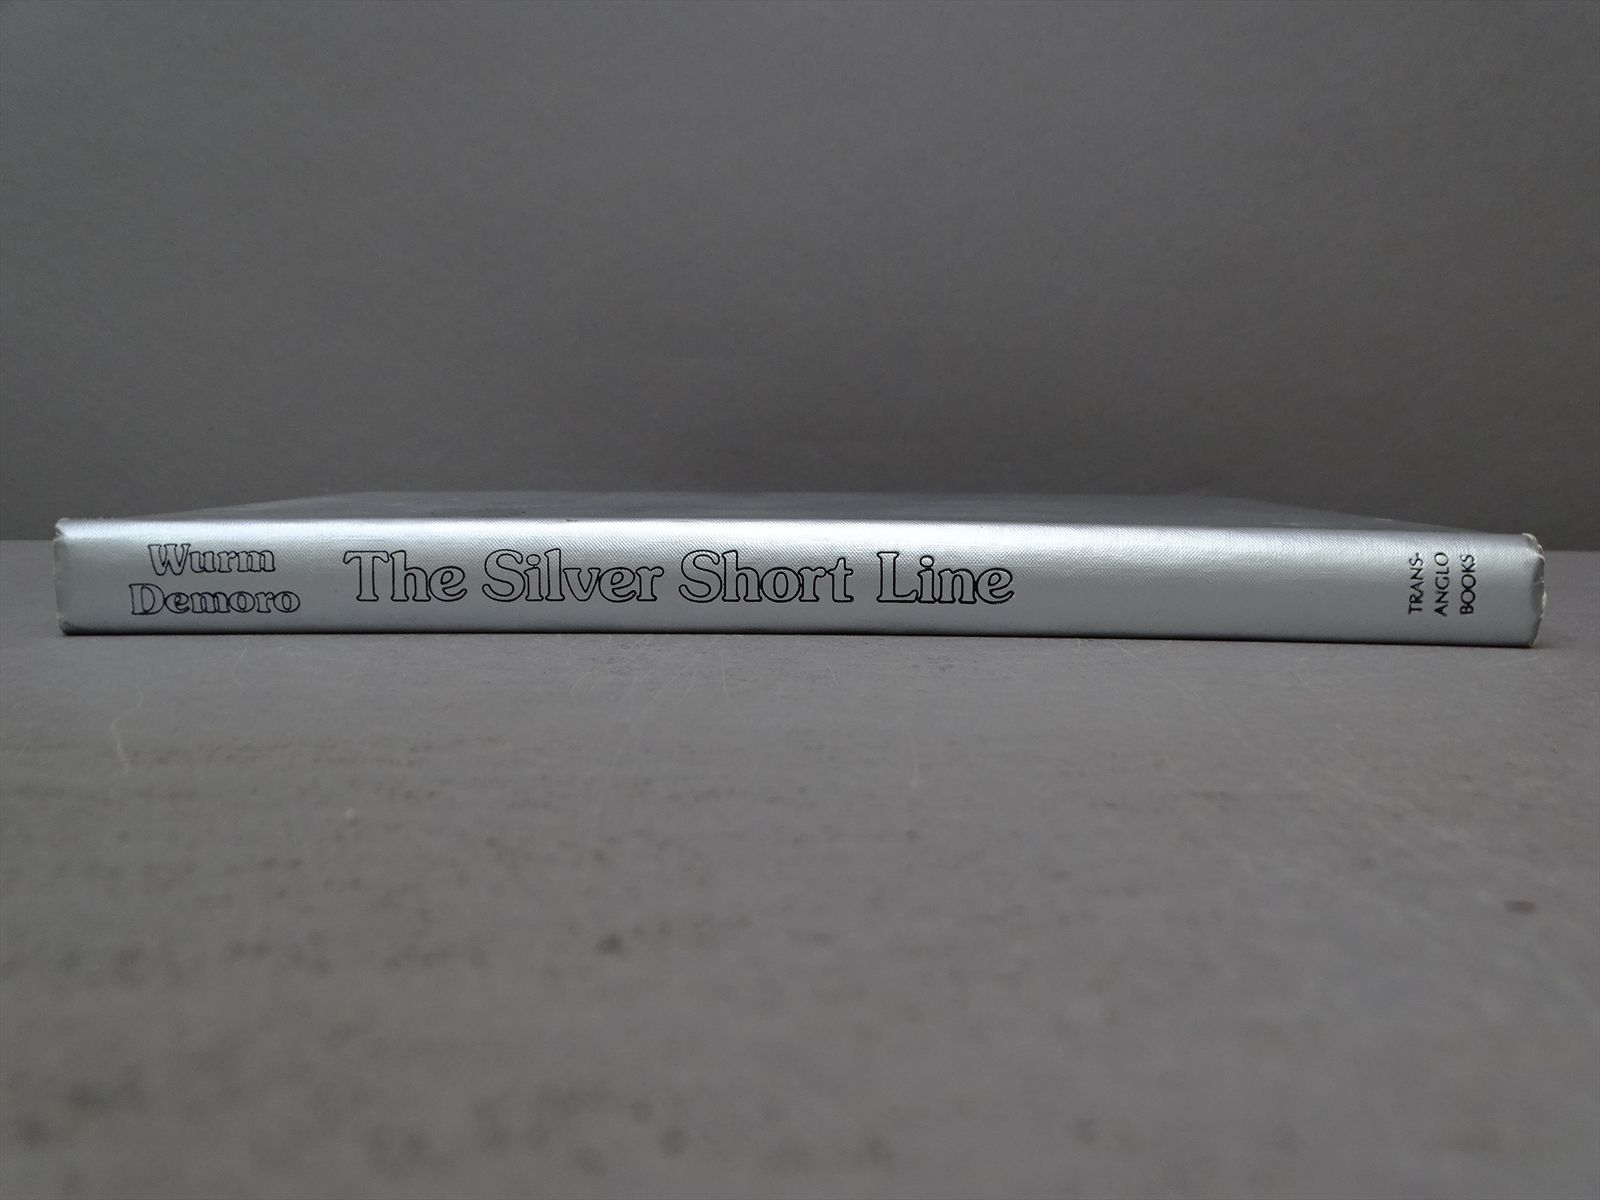 Wurm
Demoro
The Silver Short Line
TRANS-
ANGLO
BOOKS